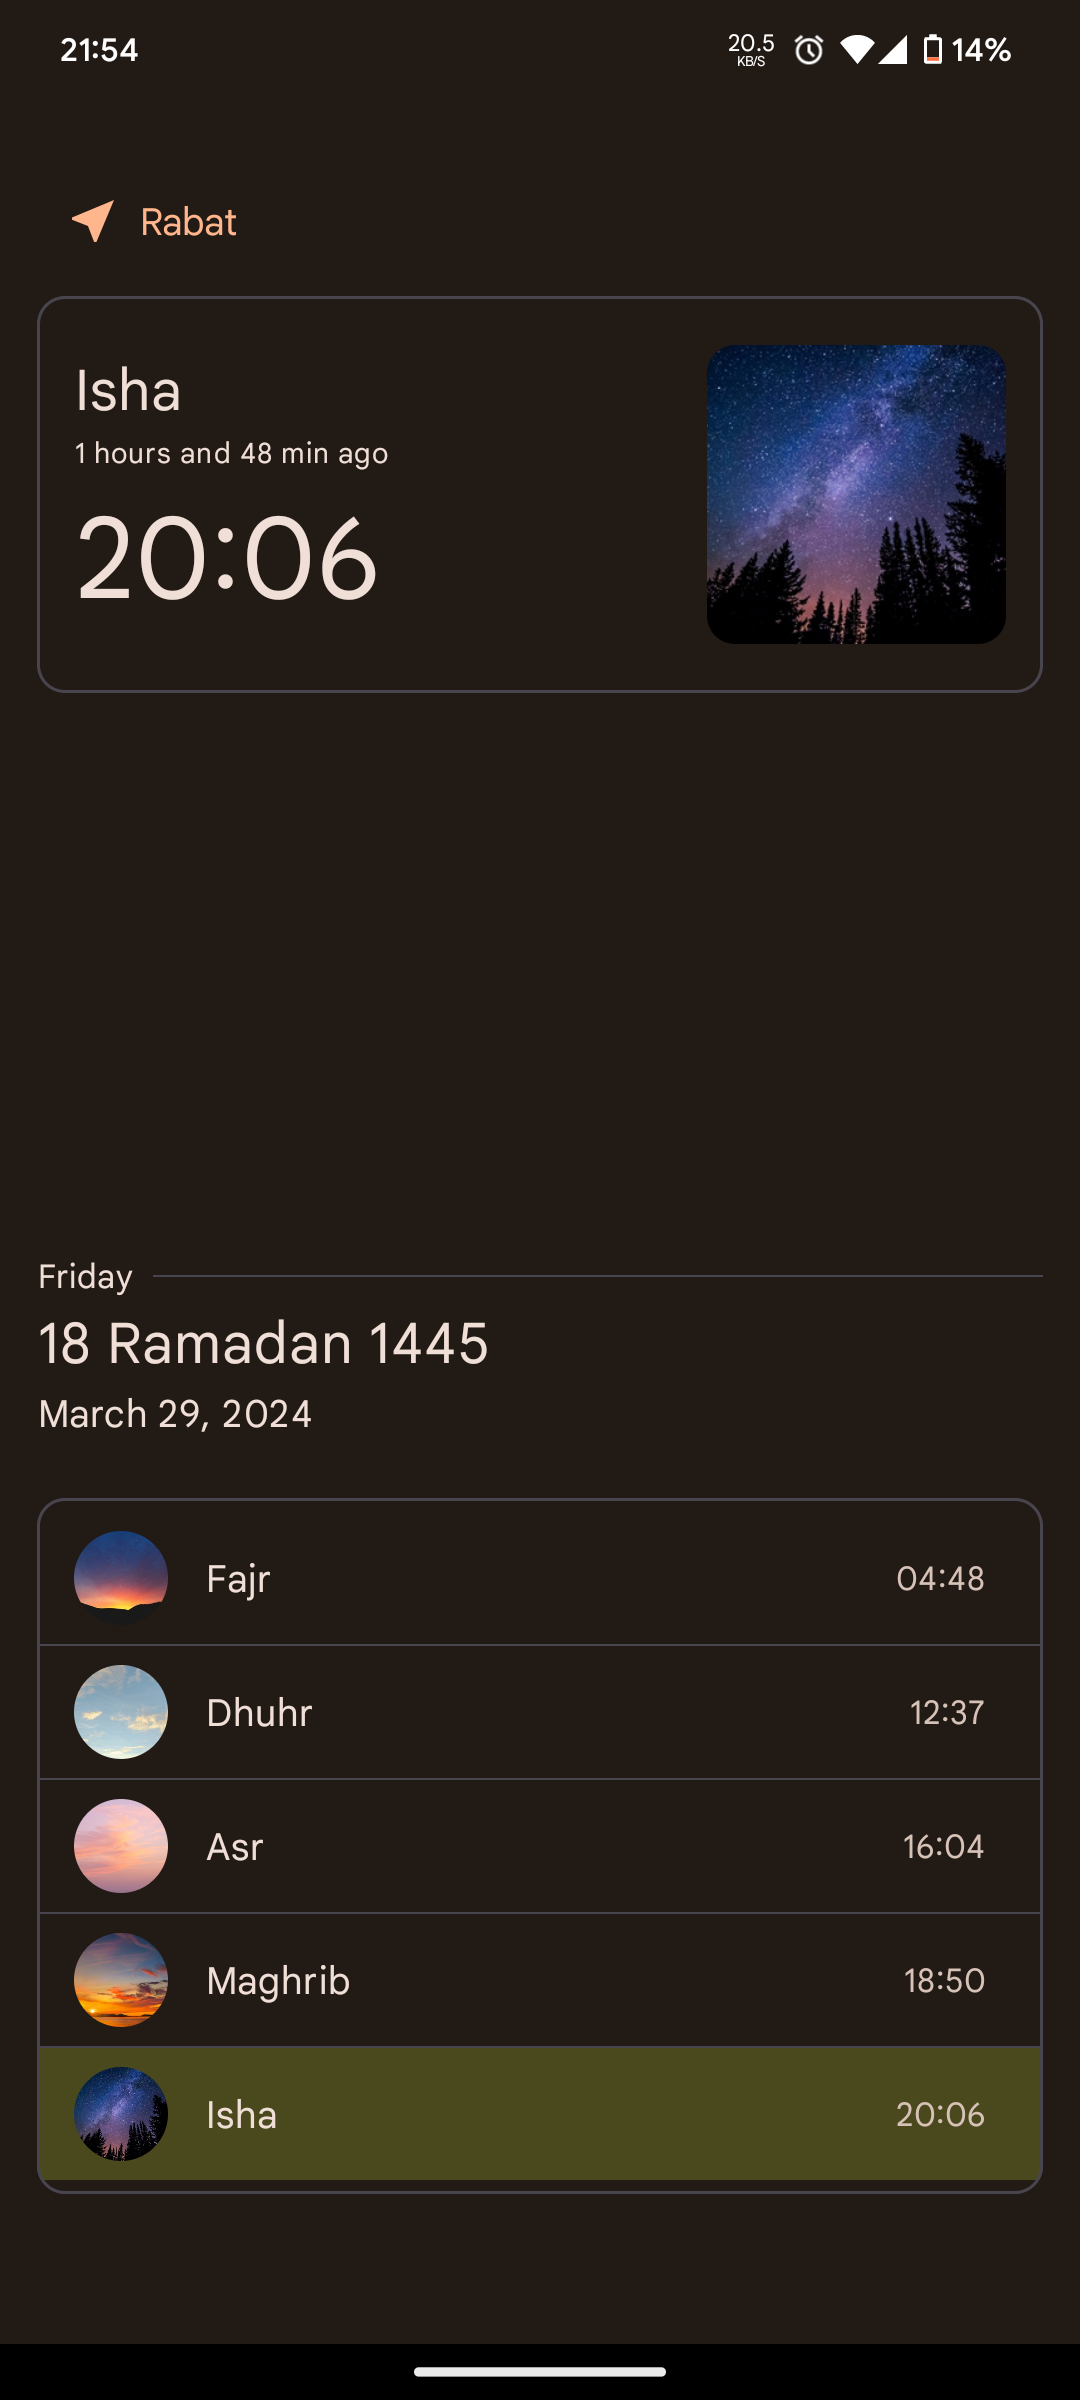 21:54
20.5
KB/S
14%
Rabat
Isha
1 hours and 48 min ago
20:06
Friday
18 Ramadan 1445
March 29, 2024
Fajr 04:48
Dhuhr 12:37
Asr 16:04
Maghrib 18:50
Isha 20:06